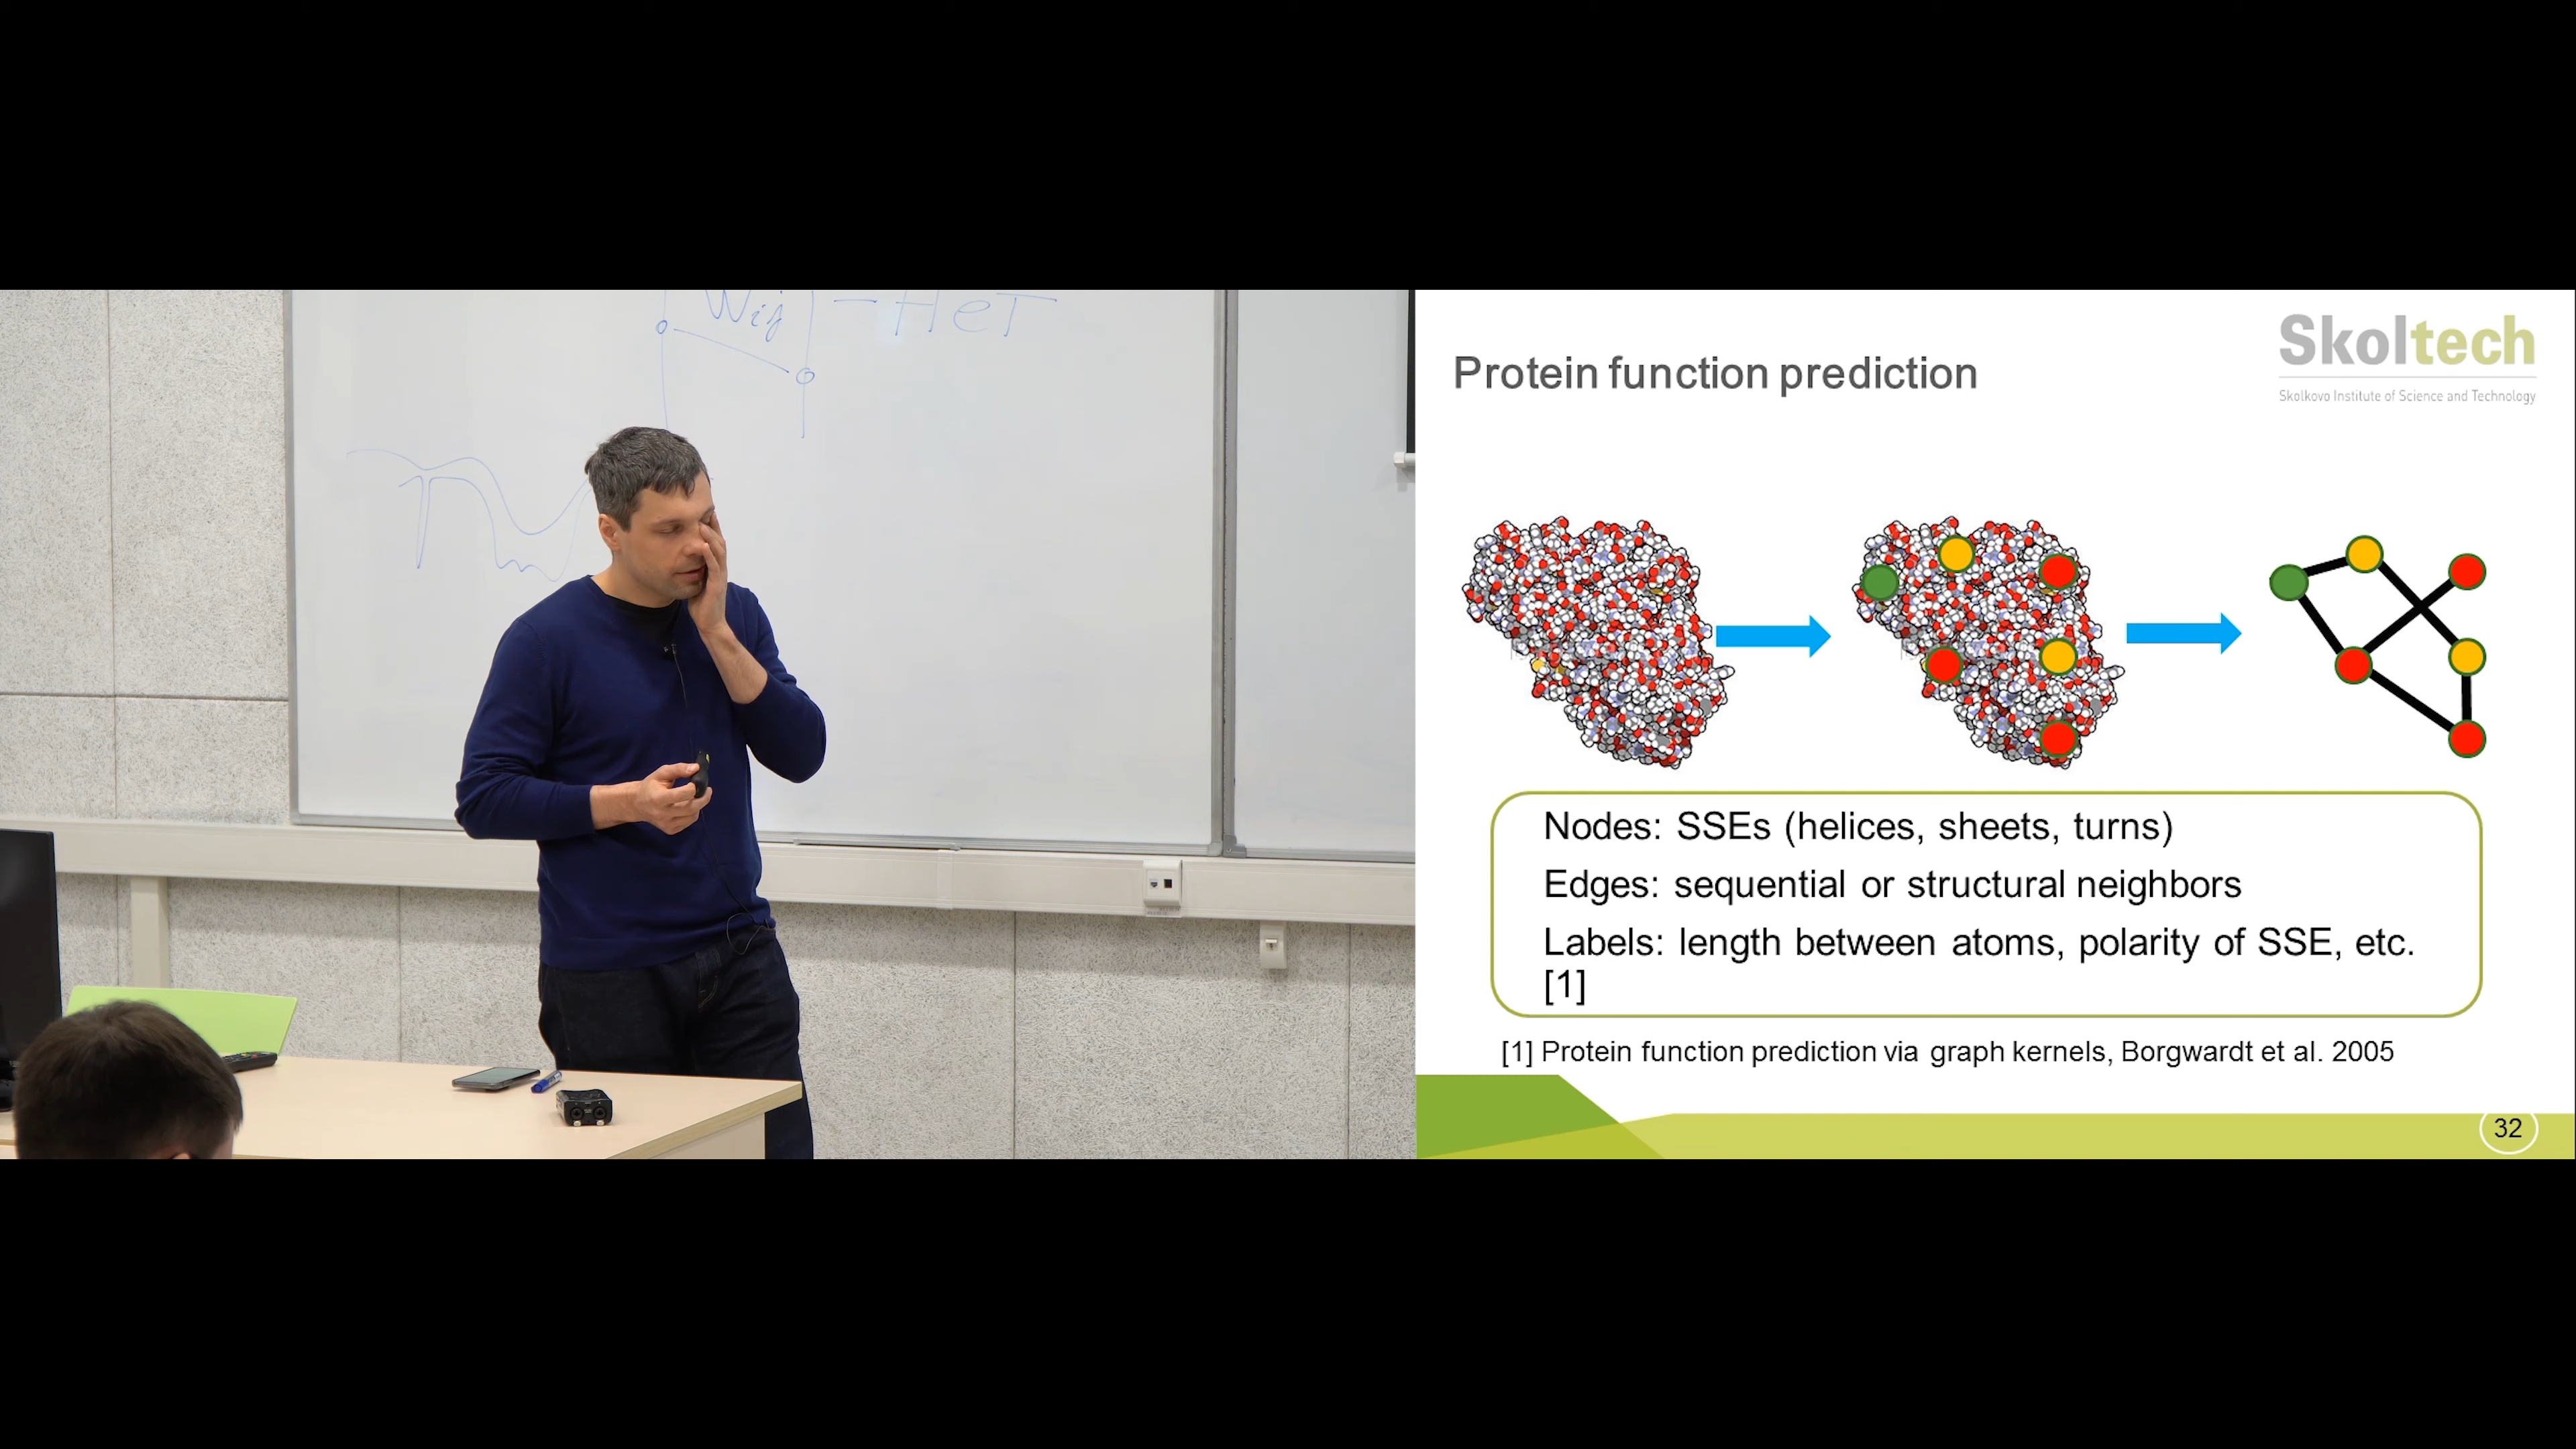 Wij - HeT
Skoltech
Skolkovo Institute of Science and Technology
Protein function prediction
Nodes: SSEs (helices, sheets, turns)
Edges: sequential or structural neighbors
Labels: length between atoms, polarity of SSE, etc.
[1]
[1] Protein function prediction via graph kernels, Borgwardt et al. 2005
32